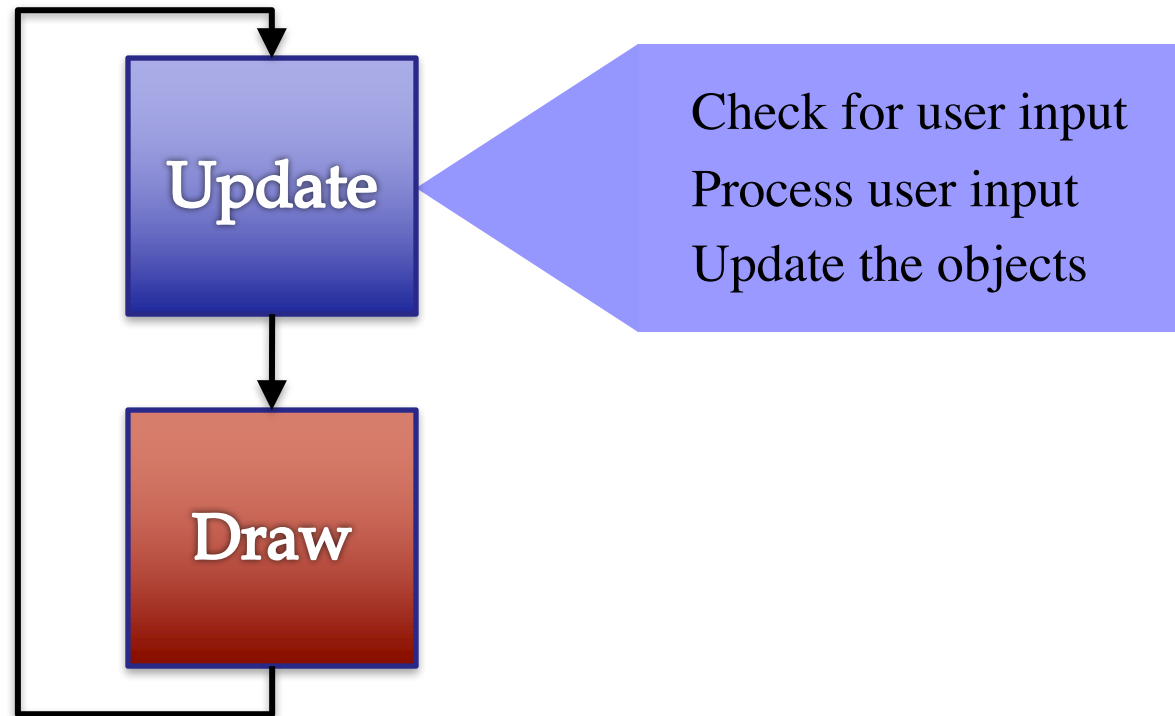 Update
Check for user input
Process user input
Update the objects
Draw